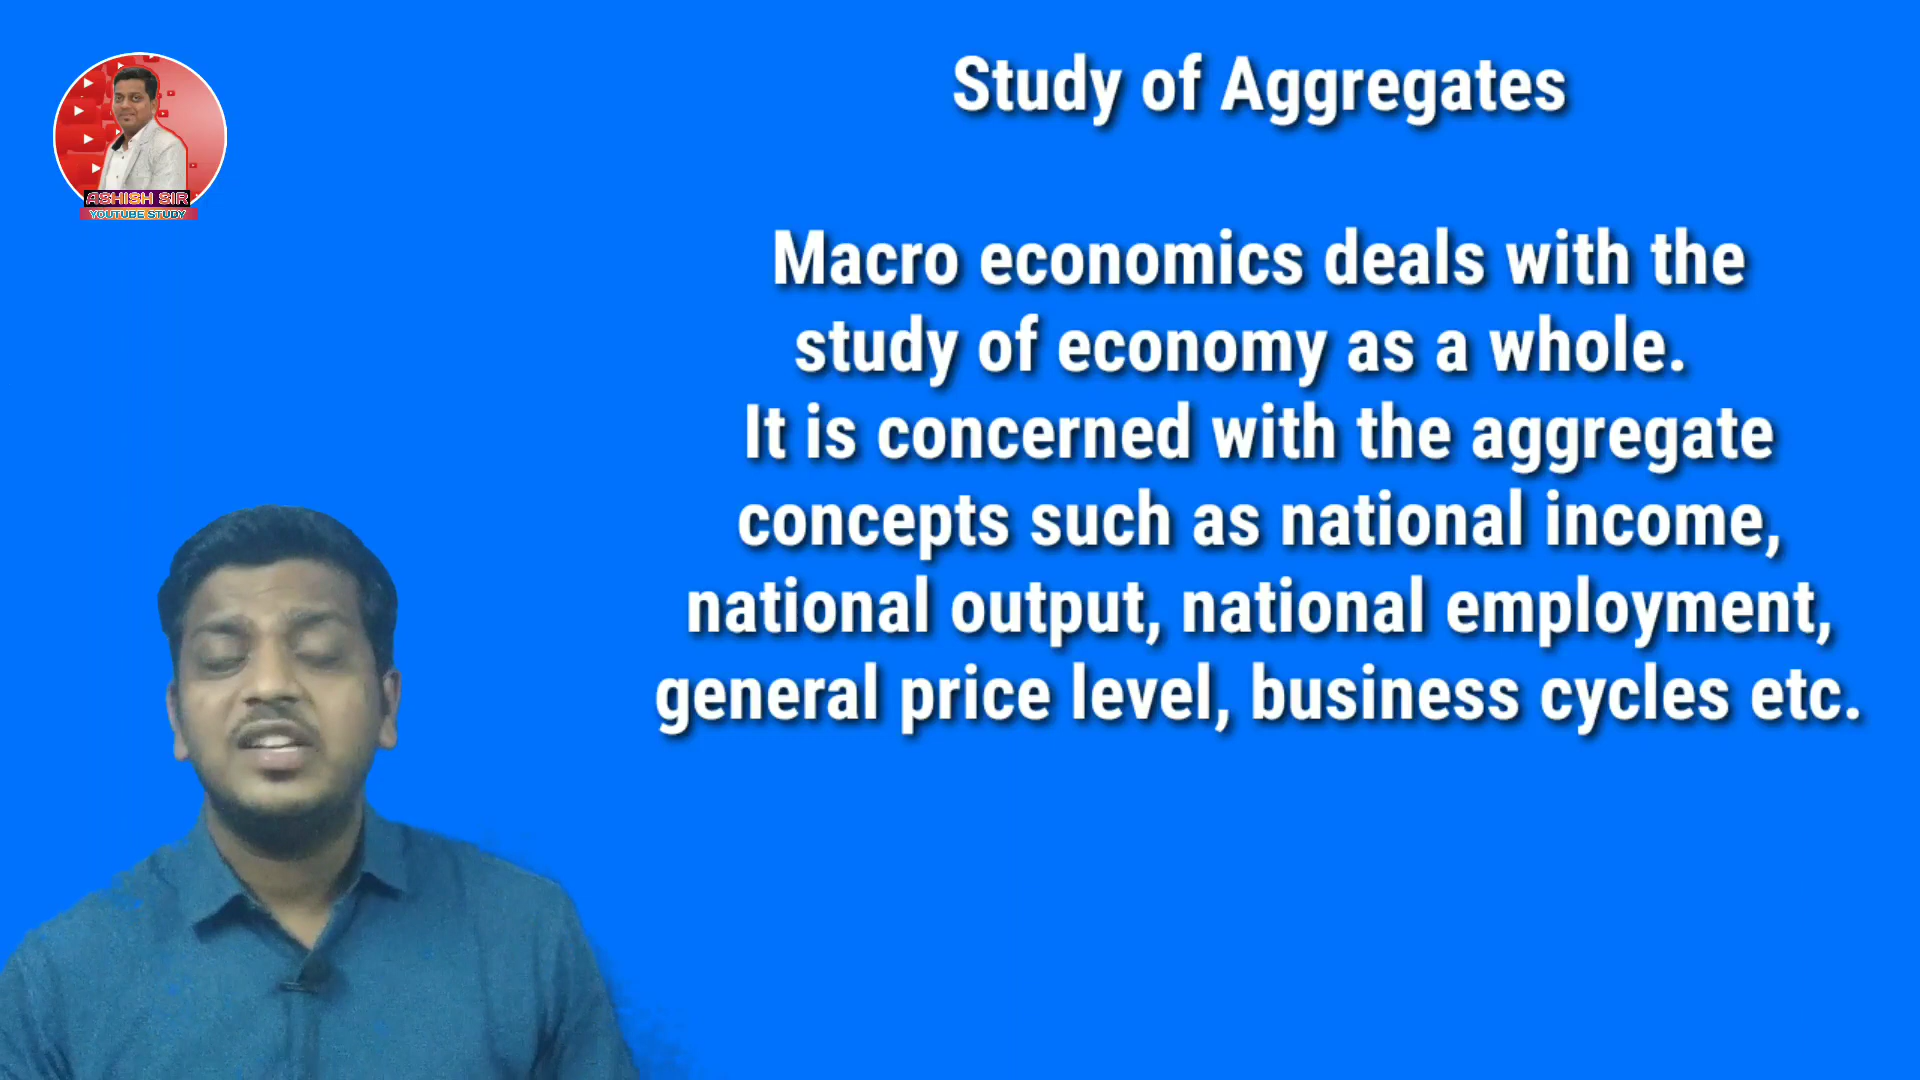 ASHISH SIR
YOUTUBE STUDY
Study of Aggregates
Macro economics deals with the
study of economy as a whole.
It is concerned with the aggregate
concepts such as national income,
national output, national employment,
general price level, business cycles etc.